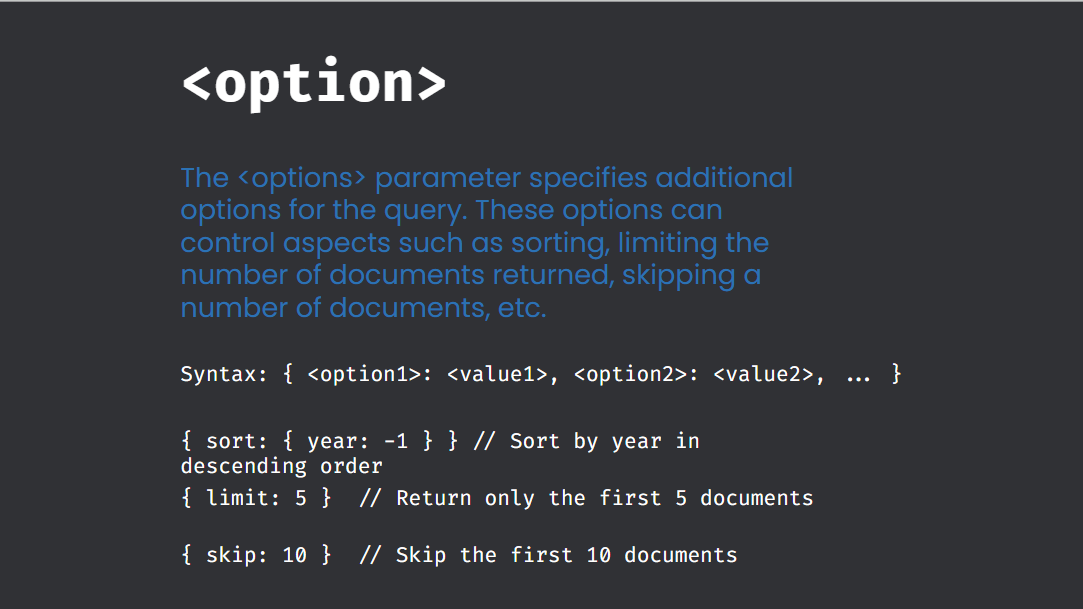 <option>
The <options> parameter specifies additional
options for the query. These options can
control aspects such as sorting, limiting the
number of documents returned, skipping a
number of documents, etc.
Syntax: { <option1>: <value1>, <option2>: <value2>, ... }
{ sort: { year: -1 } } // Sort by year in
descending order
{ limit: 5 }  // Return only the first 5 documents
{ skip: 10 }  // Skip the first 10 documents